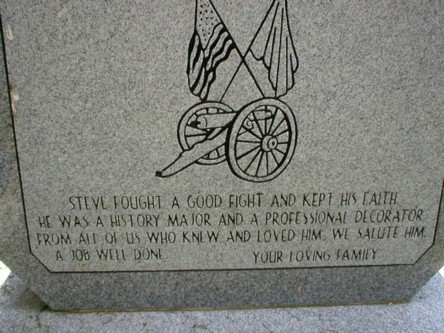 STEVE FOUGHT A GOOD FIGHT AND KEPT HIS FAITH
HE WAS A HISTORY MAJOR AND A PROFESSIONAL DECORATOR
FROM ALL OF US WHO KNEW AND LOVED HIM, WE SALUTE HIM.
A JOB WELL DONE. YOUR LOVING FAMILY